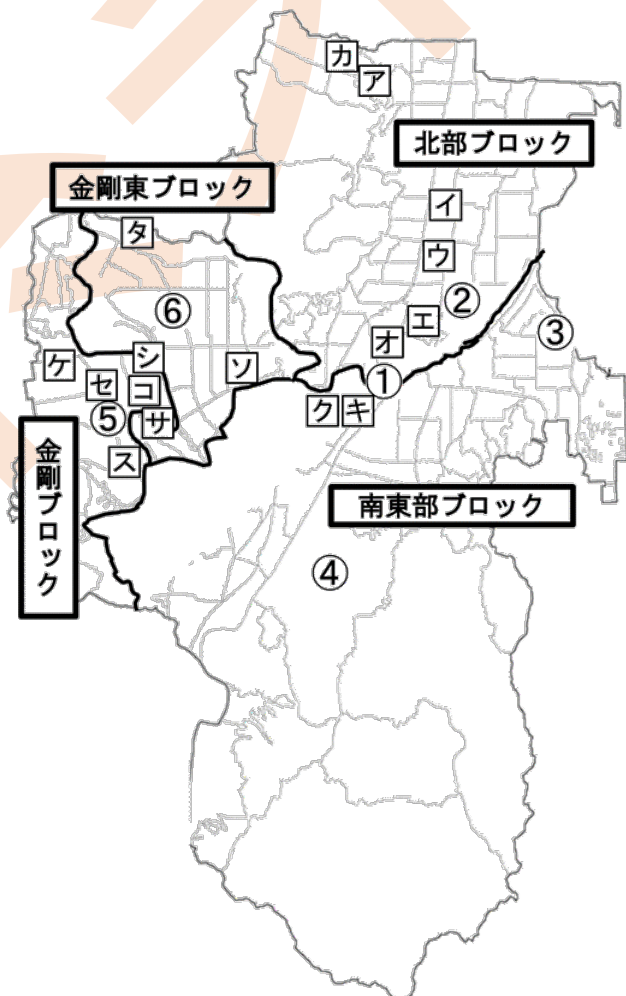 カ
ア
北部ブロック
金剛東ブロック
イ
タ
ウ
②
⑥
エ
③
オ
シ
ケ
ソ
セ
コ
①
⑤
サ
ク
キ
ス
金剛ブロック
南東部ブロック
④